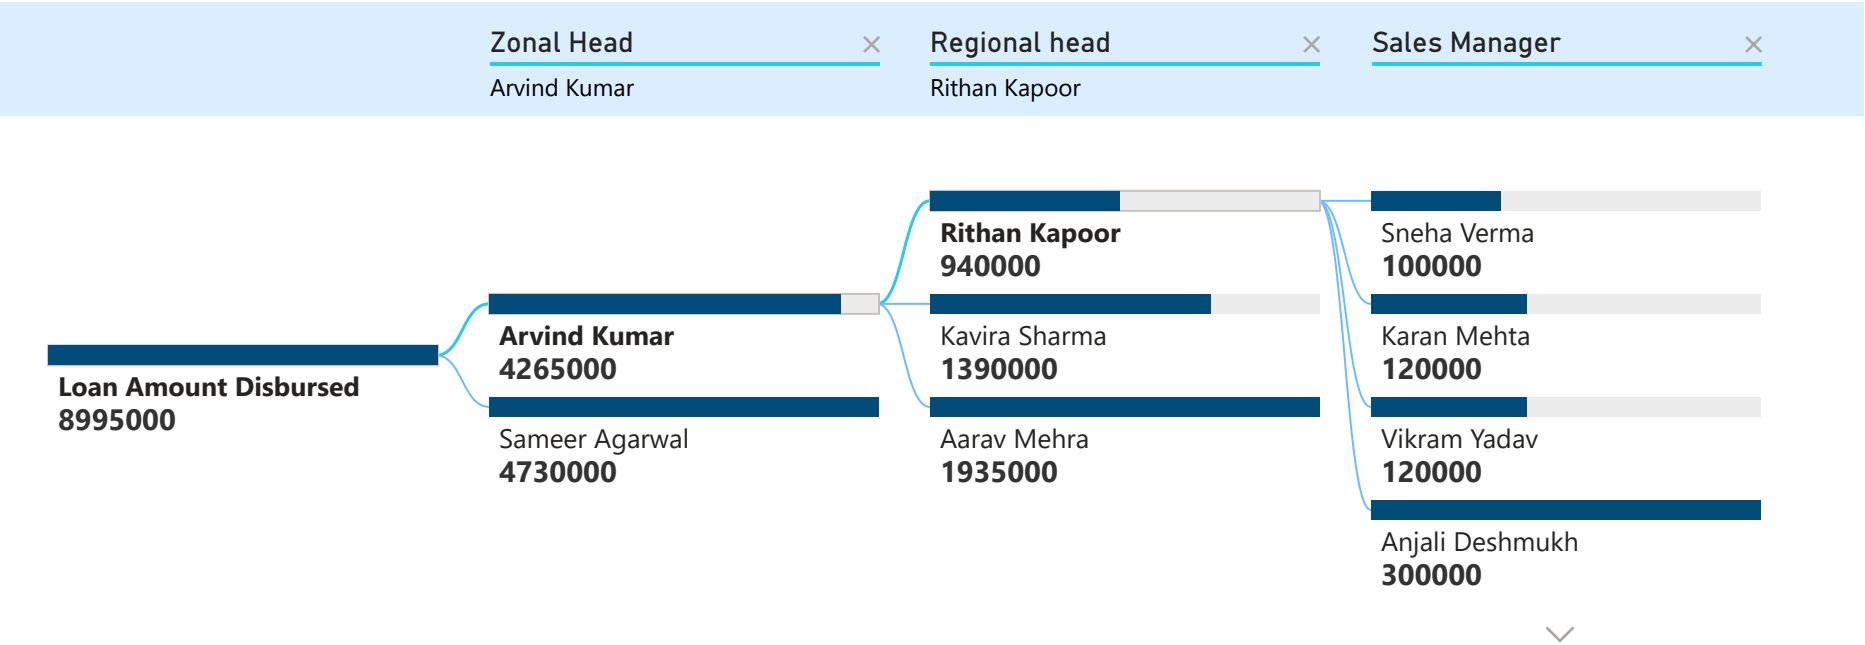 Zonal Head
Regional head
Sales Manager
Arvind Kumar
Rithan Kapoor
Loan Amount Disbursed
8995000
Arvind Kumar
4265000
Sameer Agarwal
4730000
Rithan Kapoor
940000
Kavira Sharma
1390000
Aarav Mehra
1935000
Sneha Verma
100000
Karan Mehta
120000
Vikram Yadav
120000
Anjali Deshmukh
300000